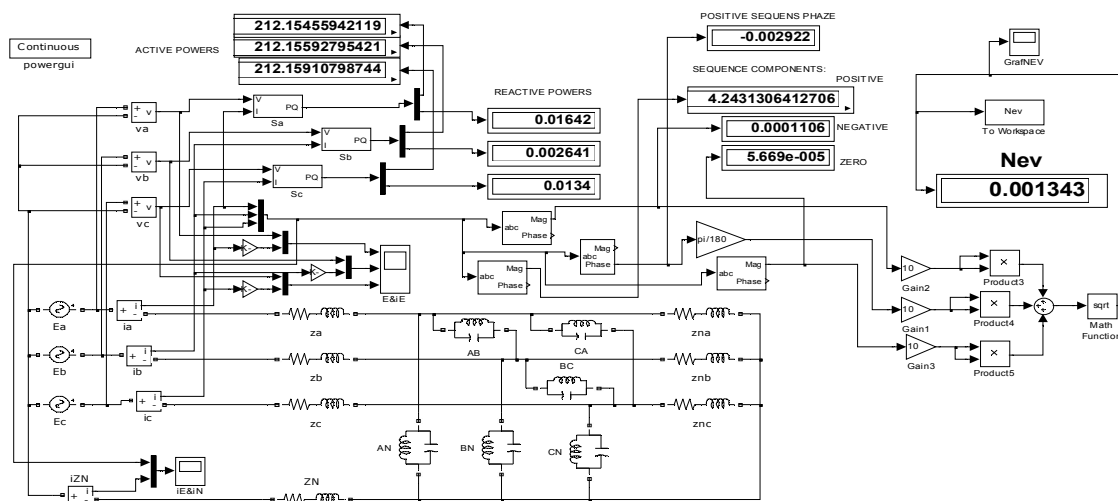 Continuous
powergui
ACTIVE POWERS
212.15455942119
212.15592795421
212.15910798744
POSITIVE SEQUENS PHAZE
-0.002922
SEQUENCE COMPONENTS:
POSITIVE
4.2431306412706
0.0001106
NEGATIVE
5.669e-005
ZERO
REACTIVE POWERS
0.01642
0.002641
0.0134
GrafNEV
Nev
To Workspace
Nev
0.001343
+
-
v
va
+
-
v
vb
+
-
v
vc
V
I
PQ
Sa
V
I
PQ
Sb
V
I
PQ
Sc
K-
K-
K-
E&iE
abc
Mag
Phase
abc
Mag
Phase
abc
Mag
Phase
abc
Mag
Phase
pi/180
10
Gain2
10
Gain1
10
Gain3
×
Product3
×
Product4
×
Product5
sqrt
Math
Function
Ea
+
i
-
ia
za
AB
CA
zna
Eb
+
i
-
ib
zb
BC
znb
Ec
+
i
-
ic
zc
znc
AN
BN
CN
+
i
-
iZN
iE&iN
ZN